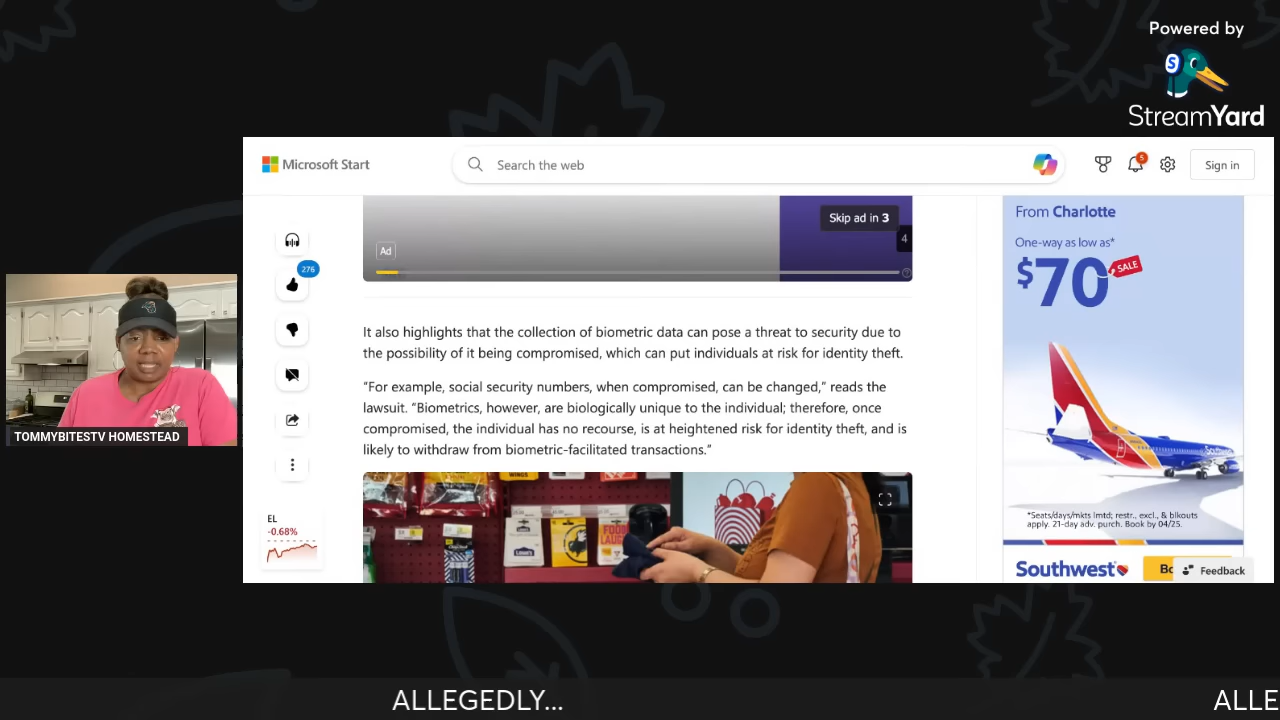 Powered by
StreamYard
Microsoft Start
Search the web
5
Sign in
Skip ad in 3
4
Ad
276
It also highlights that the collection of biometric data can pose a threat to security due to
the possibility of it being compromised, which can put individuals at risk for identity theft.
“For example, social security numbers, when compromised, can be changed,” reads the
lawsuit. “Biometrics, however, are biologically unique to the individual; therefore, once
compromised, the individual has no recourse, is at heightened risk for identity theft, and is
likely to withdraw from biometric-facilitated transactions.”
EL
-0.68%
WINGS
Lowe's
From Charlotte
One-way as low as*
$70
SALE
*Seats/days/mkts lmtd; restr., excl., & blkouts
apply. 21-day adv. purch. Book by 04/25.
Southwest
Feedback
TOMMYBITESTV HOMESTEAD
ALLEGEDLY...
ALLE